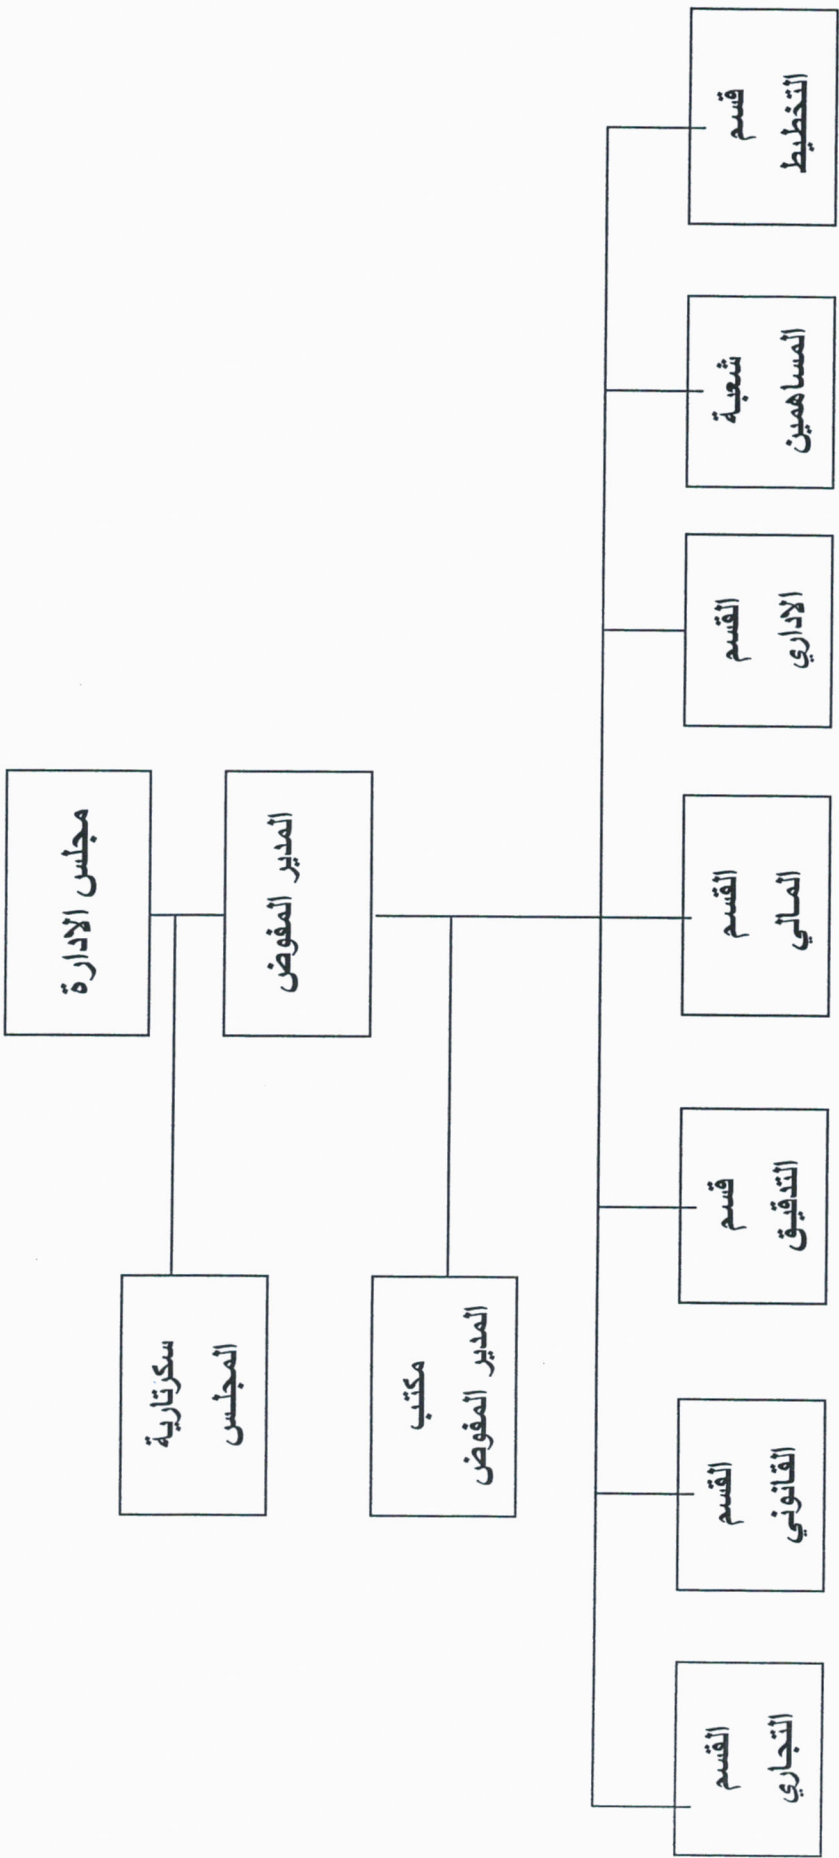 مجلس الادارة
سكرتارية
المجلس
المدير المفوض
مكتب
المدير المفوض
قسم
التخطيط
شعبة
المساهمين
القسم
الاداري
القسم
المالي
قسم
التدقيق
القسم
القانوني
القسم
التجاري